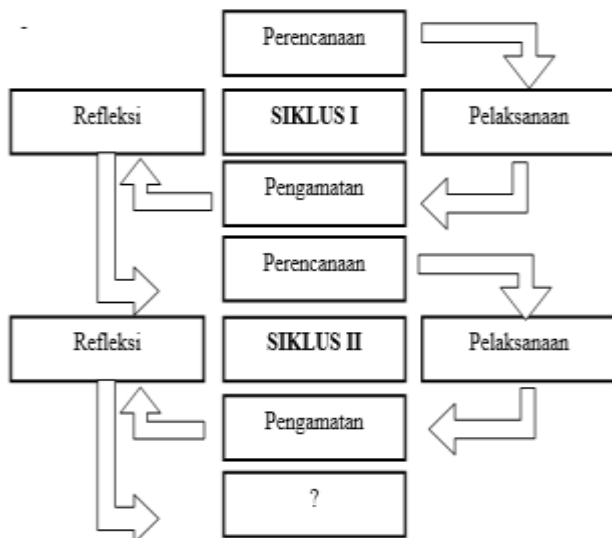 -
Perencanaan
Refleksi
SIKLUS I
Pelaksanaan
Pengamatan
Perencanaan
Refleksi
SIKLUS II
Pelaksanaan
Pengamatan
?